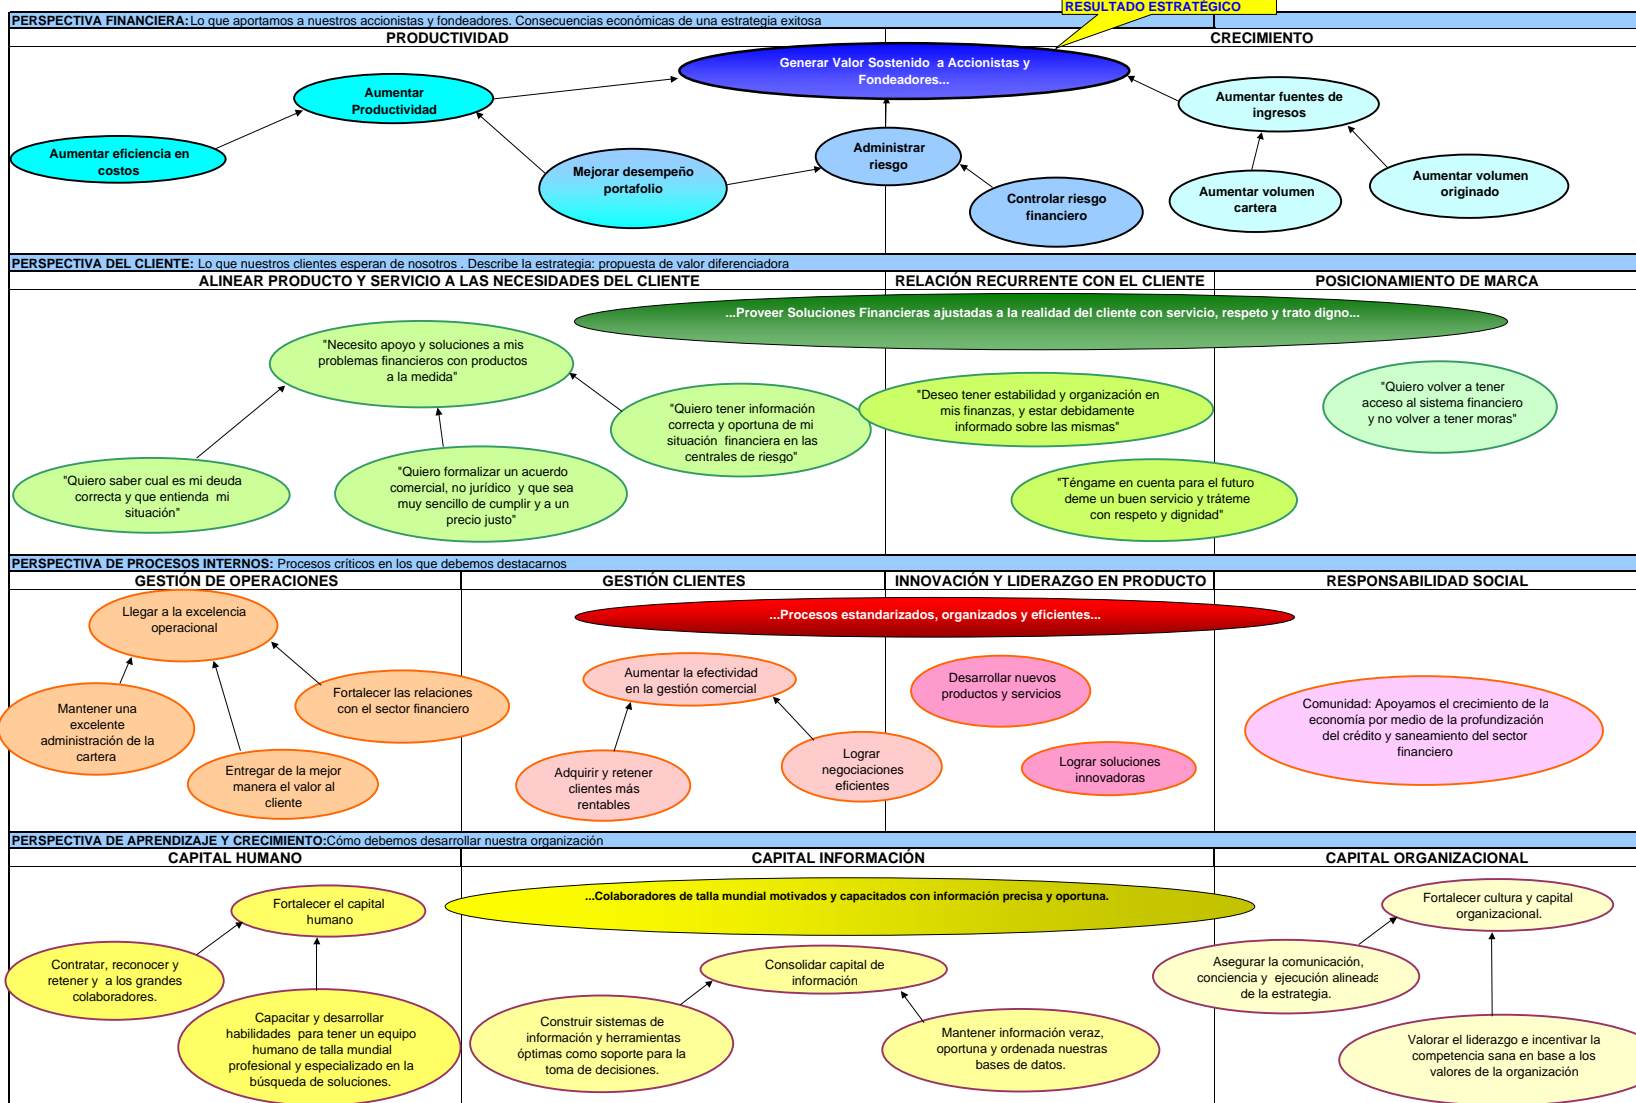 RESULTADO ESTRATÉGICO
PERSPECTIVA FINANCIERA: Lo que aportamos a nuestros accionistas y fondeadores. Consecuencias económicas de una estrategia exitosa
PRODUCTIVIDAD
CRECIMIENTO
Generar Valor Sostenido a Accionistas y
Fondeadores...
Aumentar
Productividad
Aumentar fuentes de
ingresos
Aumentar eficiencia en
costos
Mejorar desempeño
portafolio
Administrar
riesgo
Controlar riesgo
financiero
Aumentar volumen
cartera
Aumentar volumen
originado
PERSPECTIVA DEL CLIENTE: Lo que nuestros clientes esperan de nosotros . Describe la estrategia: propuesta de valor diferenciadora
ALINEAR PRODUCTO Y SERVICIO A LAS NECESIDADES DEL CLIENTE
RELACIÓN RECURRENTE CON EL CLIENTE
POSICIONAMIENTO DE MARCA
...Proveer Soluciones Financieras ajustadas a la realidad del cliente con servicio, respeto y trato digno...
"Necesito apoyo y soluciones a mis
problemas financieros con productos
a la medida"
"Quiero tener información
correcta y oportuna de mi
situación financiera en las
centrales de riesgo"
"Deseo tener estabilidad y organización en
mis finanzas, y estar debidamente
informado sobre las mismas"
"Quiero volver a tener
acceso al sistema financiero
y no volver a tener moras"
"Quiero saber cual es mi deuda
correcta y que entienda mi
situación"
"Quiero formalizar un acuerdo
comercial, no jurídico y que sea
muy sencillo de cumplir y a un
precio justo"
"Téngame en cuenta para el futuro
deme un buen servicio y tráteme
con respeto y dignidad"
PERSPECTIVA DE PROCESOS INTERNOS: Procesos críticos en los que debemos destacarnos
GESTIÓN DE OPERACIONES
GESTIÓN CLIENTES
INNOVACIÓN Y LIDERAZGO EN PRODUCTO
RESPONSABILIDAD SOCIAL
...Procesos estandarizados, organizados y eficientes...
Llegar a la excelencia
operacional
Mantener una
excelente
administración de la
cartera
Fortalecer las relaciones
con el sector financiero
Entregar de la mejor
manera el valor al
cliente
Aumentar la efectividad
en la gestión comercial
Adquirir y retener
clientes más
rentables
Lograr
negociaciones
eficientes
Desarrollar nuevos
productos y servicios
Lograr soluciones
innovadoras
Comunidad: Apoyamos el crecimiento de la
economía por medio de la profundización
del crédito y saneamiento del sector
financiero
PERSPECTIVA DE APRENDIZAJE Y CRECIMIENTO:Cómo debemos desarrollar nuestra organización
CAPITAL HUMANO
CAPITAL INFORMACIÓN
CAPITAL ORGANIZACIONAL
...Colaboradores de talla mundial motivados y capacitados con información precisa y oportuna.
Fortalecer el capital
humano
Contratar, reconocer y
retener y a los grandes
colaboradores.
Capacitar y desarrollar
habilidades para tener un equipo
humano de talla mundial
profesional y especializado en la
búsqueda de soluciones.
Consolidar capital de
información
Construir sistemas de
información y herramientas
óptimas como soporte para la
toma de decisiones.
Mantener información veraz,
oportuna y ordenada nuestras
bases de datos.
Fortalecer cultura y capital
organizacional.
Asegurar la comunicación,
conciencia y ejecución alineada
de la estrategia.
Valorar el liderazgo e incentivar la
competencia sana en base a los
valores de la organización